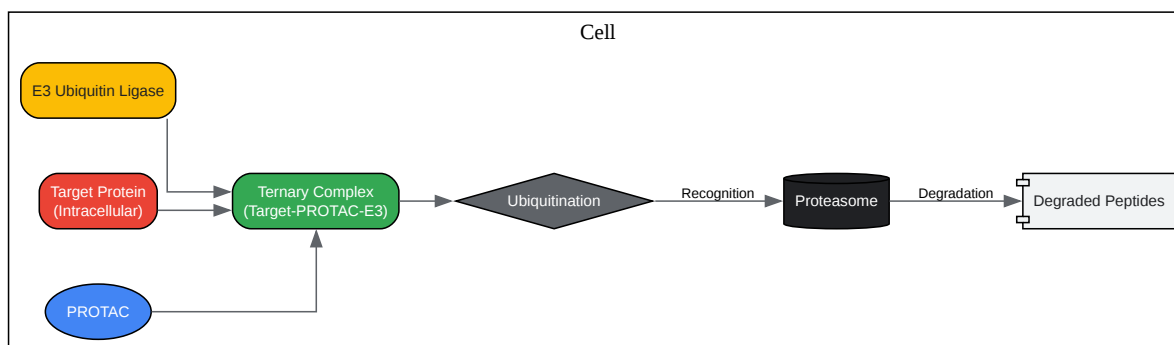 Cell
E3 Ubiquitin Ligase
Target Protein
(Intracellular)
Ternary Complex
(Target-PROTAC-E3)
Ubiquitination
Recognition
Proteasome
Degradation
Degraded Peptides
PROTAC